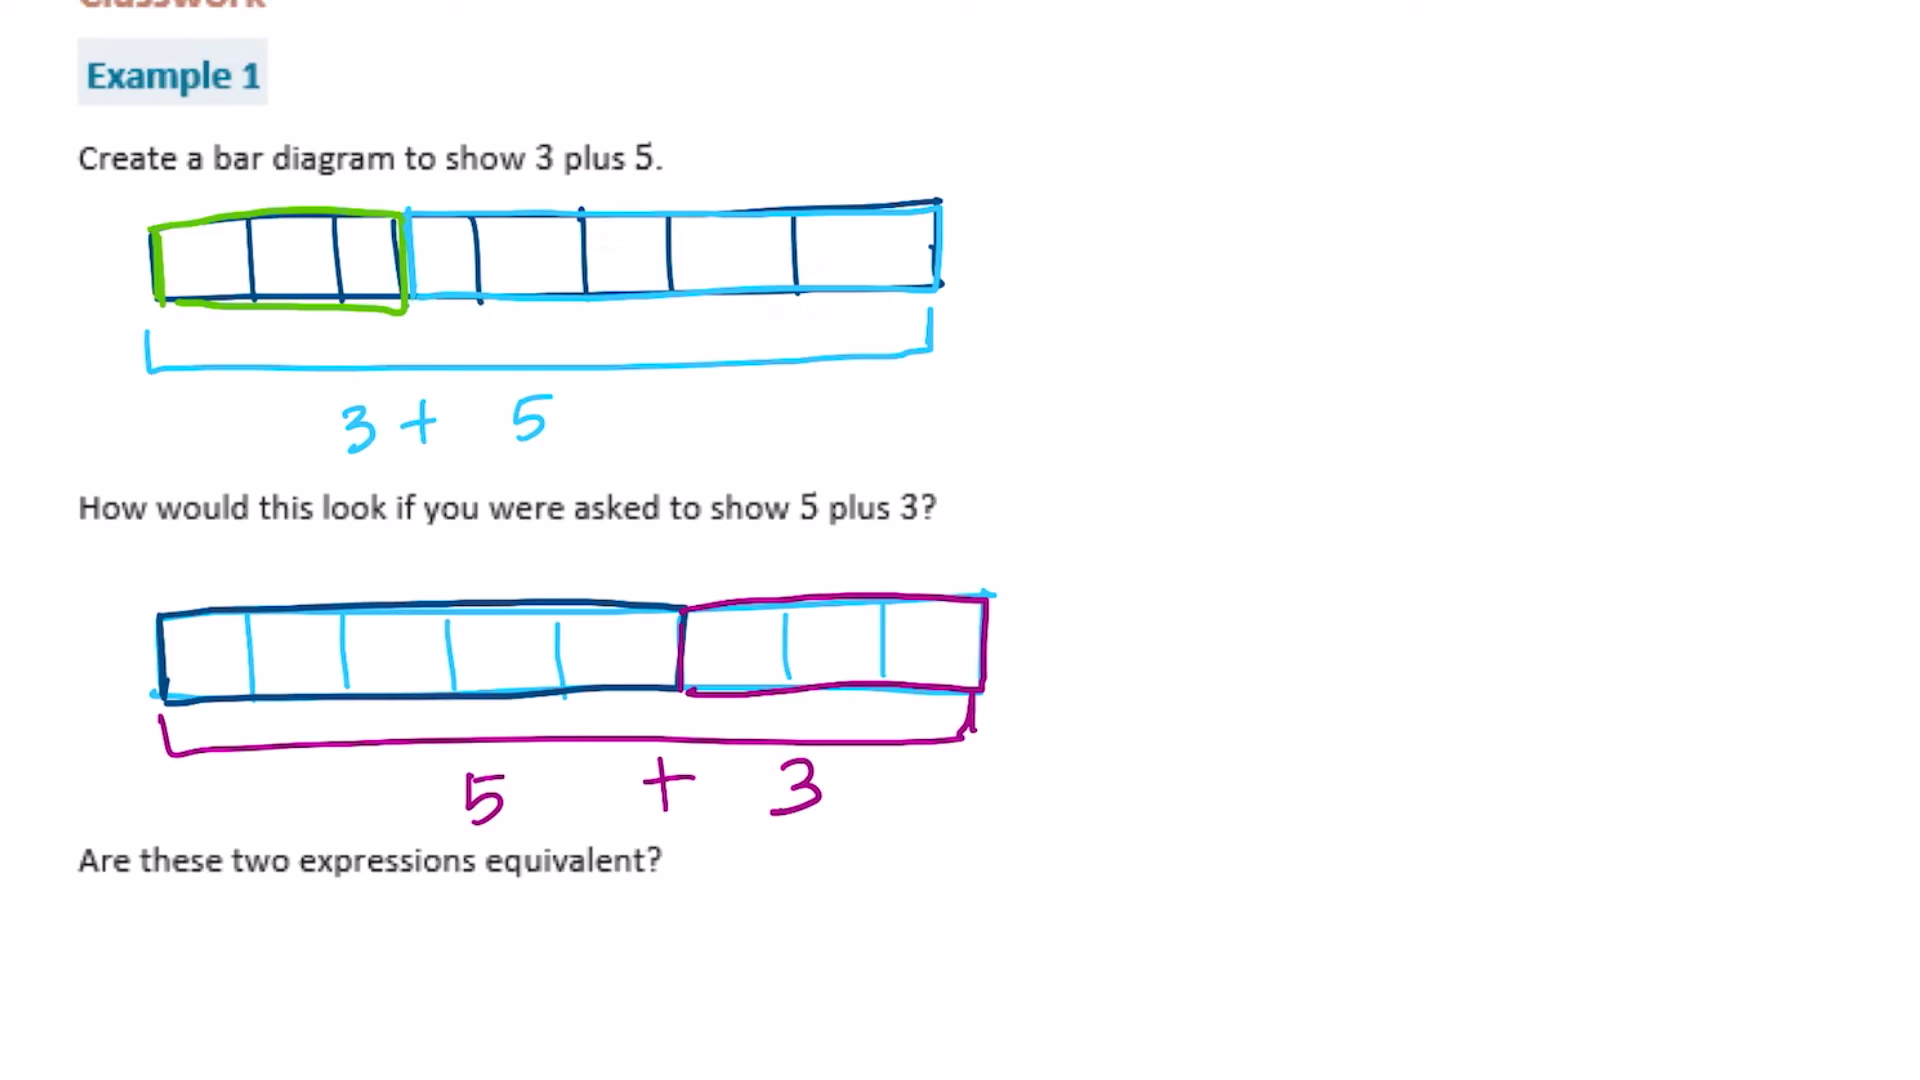 Classwork
Example 1
Create a bar diagram to show 3 plus 5.
3 + 5
How would this look if you were asked to show 5 plus 3?
5 + 3
Are these two expressions equivalent?